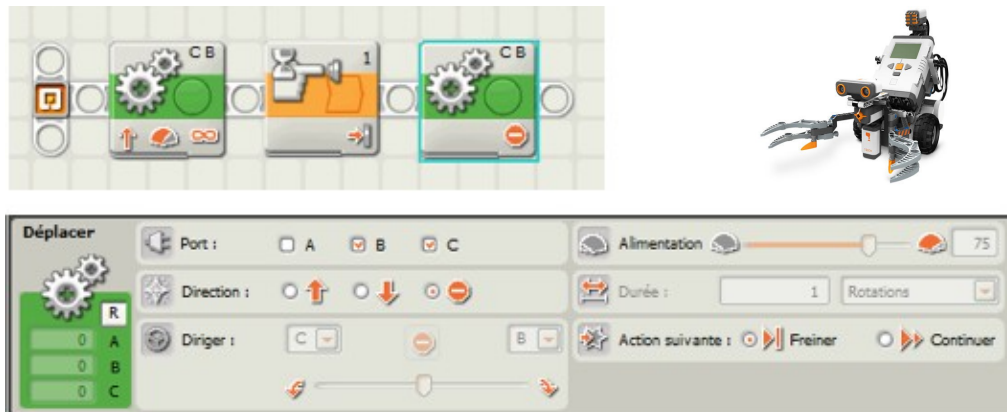 C B
1
C B
Déplacer
Port :
A
B
C
Alimentation
75
Direction :
Durée :
1
Rotations
R
0 A
0 B
0 C
Diriger :
C
B
Action suivante :
Freiner
Continuer